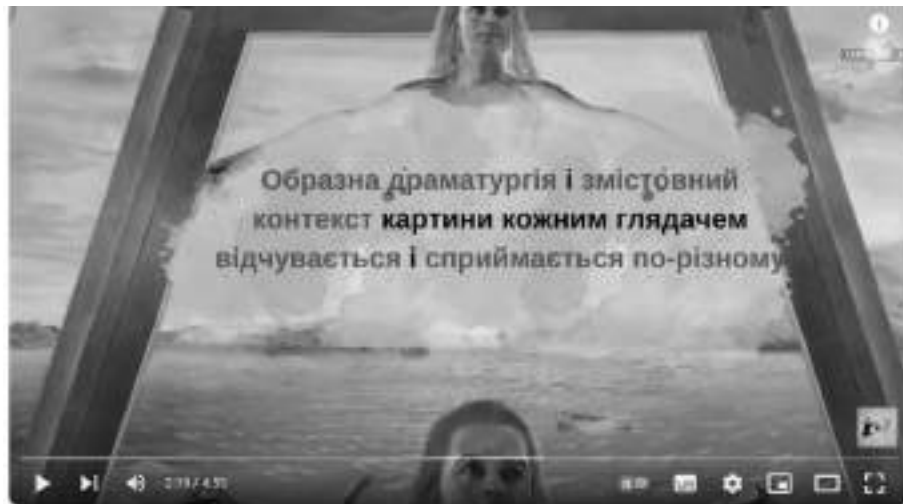 Образна драматургія і змістовний
контекст картини кожним глядачем
відчувається і сприймається по-різному